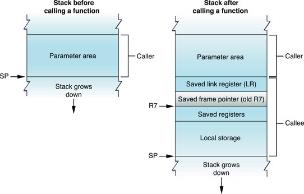 Stack before
calling a function
Parameter area
Caller
SP
Stack grows
down
Stack after
calling a function
Parameter area
Caller
Saved link register (LR)
Saved frame pointer (old R7)
R7
Saved registers
Callee
Local storage
SP
Stack grows
down